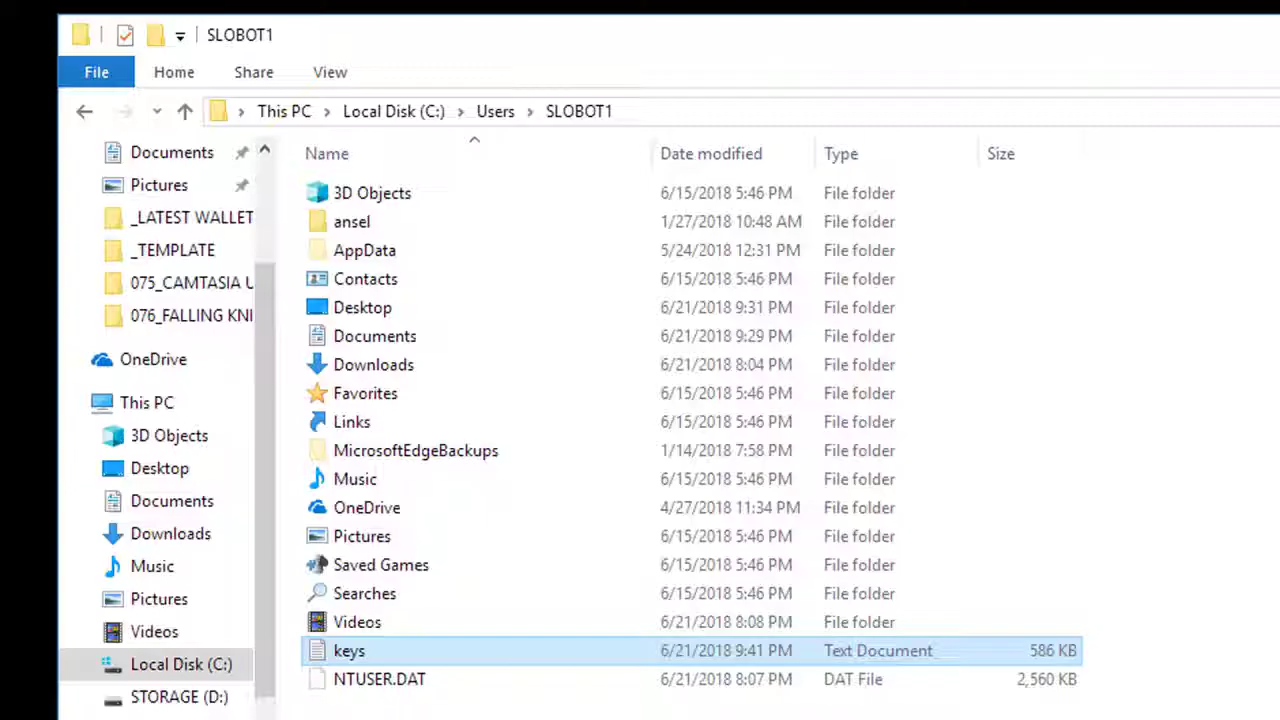 SLOBOT1
File Home Share View
This PC Local Disk (C:) Users SLOBOT1
Name Date modified Type Size
Documents
Pictures
_LATEST WALLET
_TEMPLATE
075_CAMTASIA U
076_FALLING KNI
OneDrive
This PC
3D Objects
Desktop
Documents
Downloads
Music
Pictures
Videos
Local Disk (C:)
STORAGE (D:)
3D Objects 6/15/2018 5:46 PM File folder
ansel 1/27/2018 10:48 AM File folder
AppData 5/24/2018 12:31 PM File folder
Contacts 6/15/2018 5:46 PM File folder
Desktop 6/21/2018 9:31 PM File folder
Documents 6/21/2018 9:29 PM File folder
Downloads 6/21/2018 8:04 PM File folder
Favorites 6/15/2018 5:46 PM File folder
Links 6/15/2018 5:46 PM File folder
MicrosoftEdgeBackups 1/14/2018 7:58 PM File folder
Music 6/15/2018 5:46 PM File folder
OneDrive 4/27/2018 11:34 PM File folder
Pictures 6/15/2018 5:46 PM File folder
Saved Games 6/15/2018 5:46 PM File folder
Searches 6/15/2018 5:46 PM File folder
Videos 6/21/2018 8:08 PM File folder
keys 6/21/2018 9:41 PM Text Document 586 KB
NTUSER.DAT 6/21/2018 8:07 PM DAT File 2,560 KB